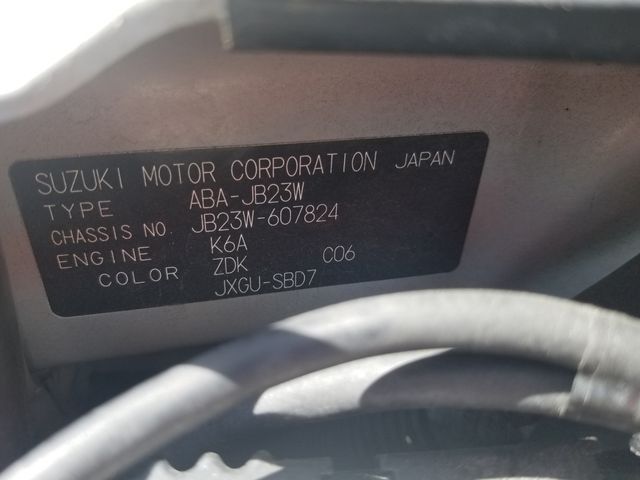 SUZUKI MOTOR CORPORATION JAPAN
TYPE ABA-JB23W
CHASSIS NO. JB23W-607824
ENGINE K6A
COLOR ZDK C06
JXGU-SBD7